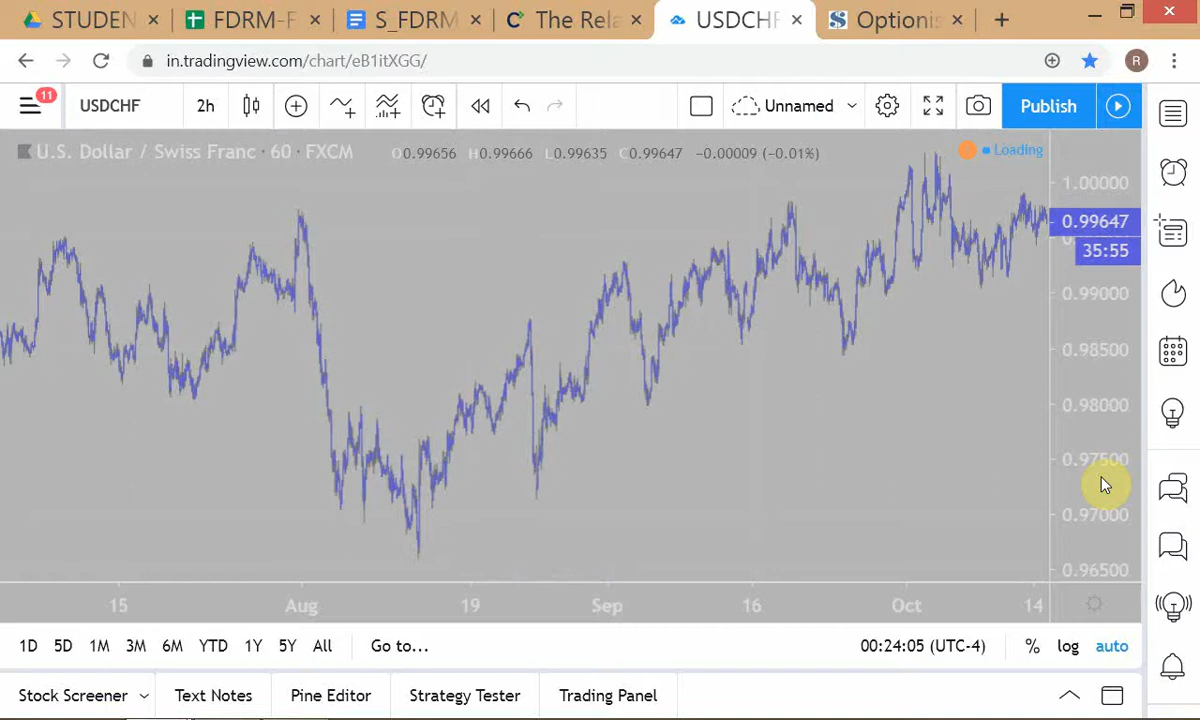 STUDEN FDRM-F S_FDRM The Rela USDCHF Optionis
in.tradingview.com/chart/eB1itXGG/ R
11 USDCHF 2h Unnamed Publish
U.S. Dollar / Swiss Franc · 60 · FXCM O0.99656 H0.99666 L0.99635 C0.99647 −0.00009 (−0.01%) Loading
1.00000
0.99647
35:55
0.99000
0.98500
0.98000
0.97500
0.97000
0.96500
15 Aug 19 Sep 16 Oct 14
1D 5D 1M 3M 6M YTD 1Y 5Y All Go to... 00:24:05 (UTC-4) % log auto
Stock Screener Text Notes Pine Editor Strategy Tester Trading Panel